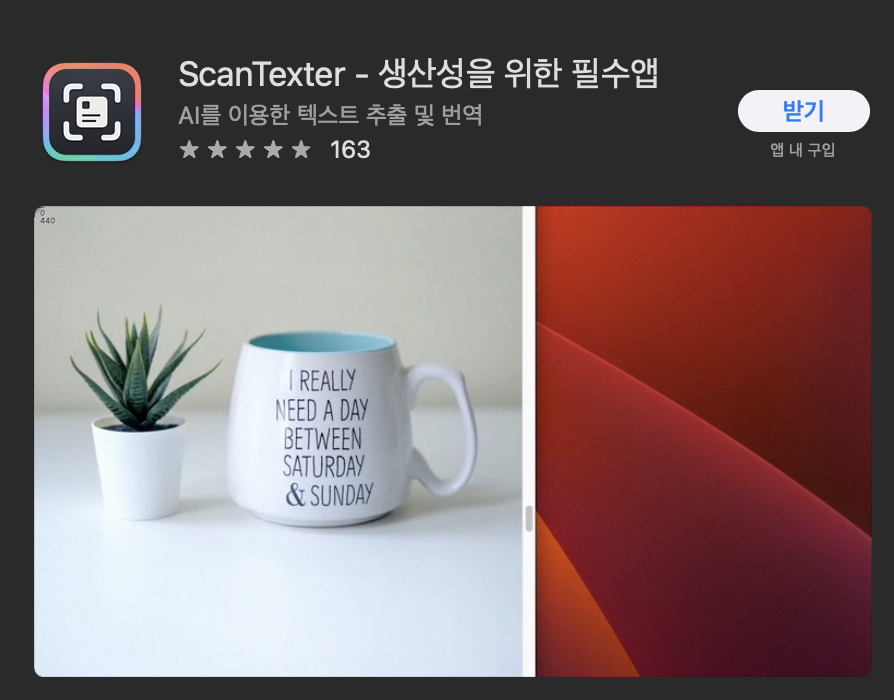 ScanTexter - 생산성을 위한 필수앱
AI를 이용한 텍스트 추출 및 번역
163
받기
앱 내 구입
0
440
I REALLY
NEED A DAY
BETWEEN
SATURDAY
& SUNDAY